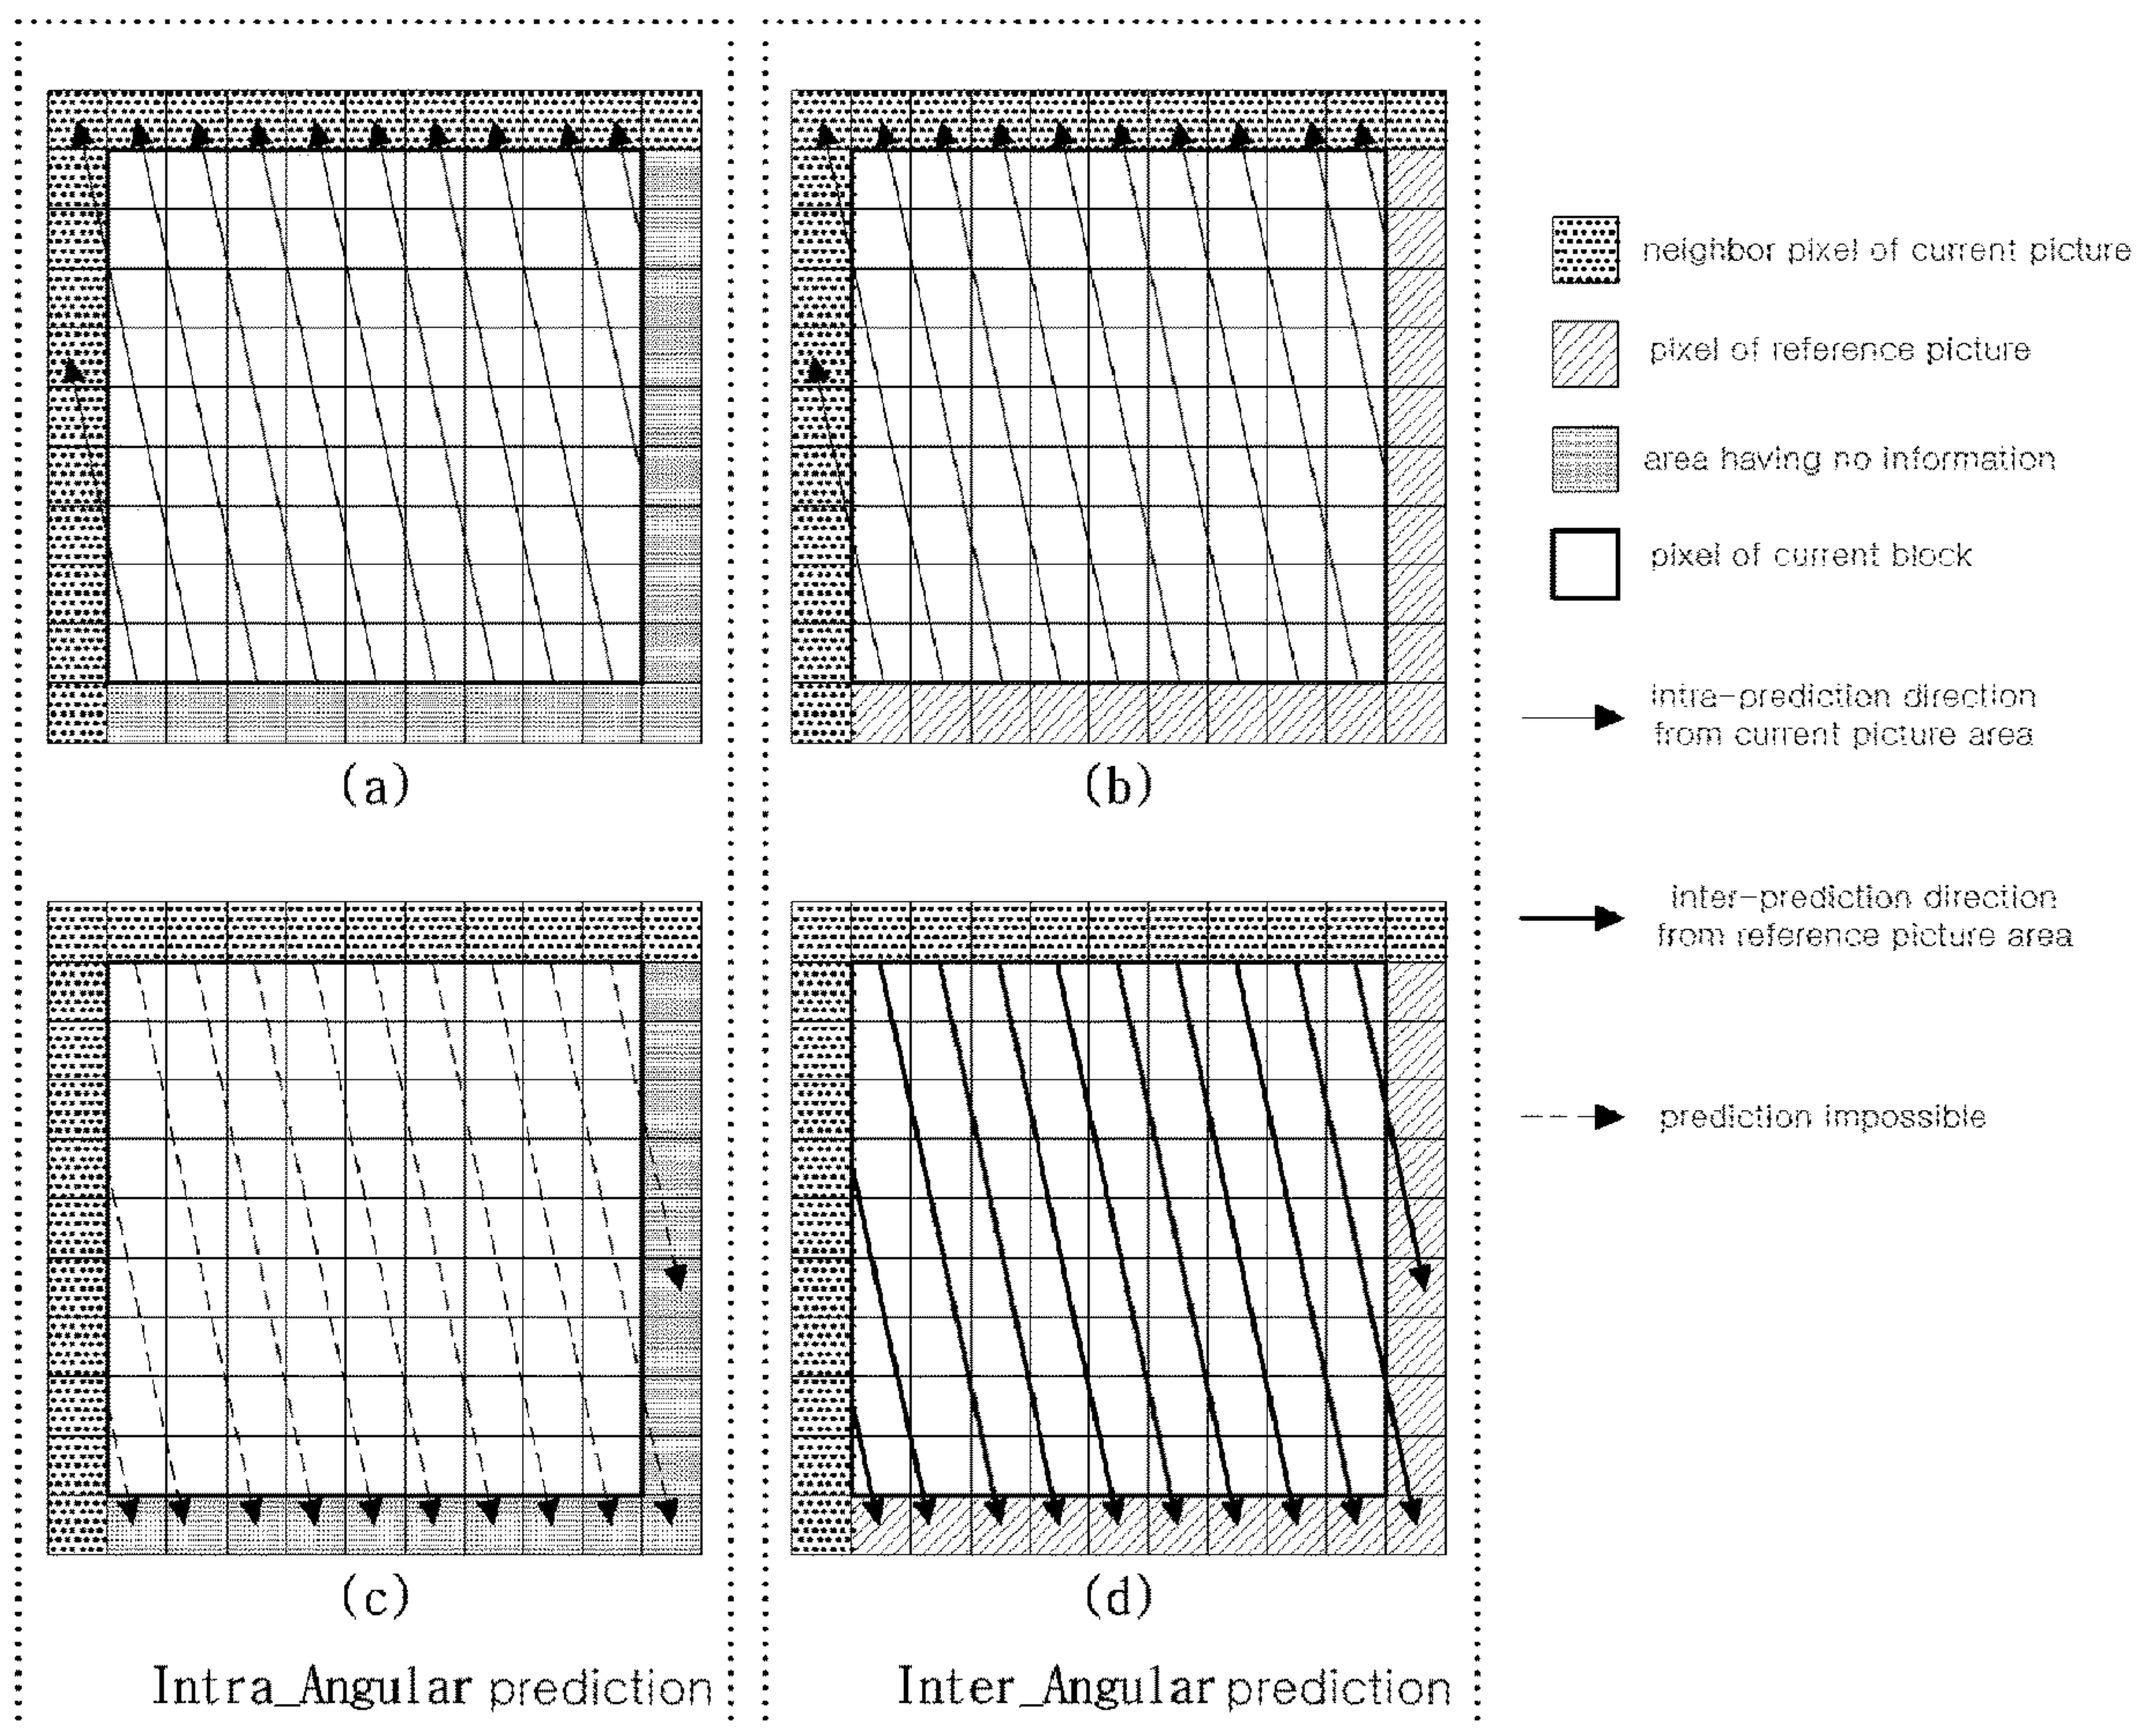 neighbor pixel of current picture
pixel of reference picture
area having no information
pixel of current block
intra-prediction direction
from current picture area
inter-prediction direction
from reference picture area
prediction impossible
(a)
(b)
(c)
(d)
Intra_Angular prediction
Inter_Angular prediction